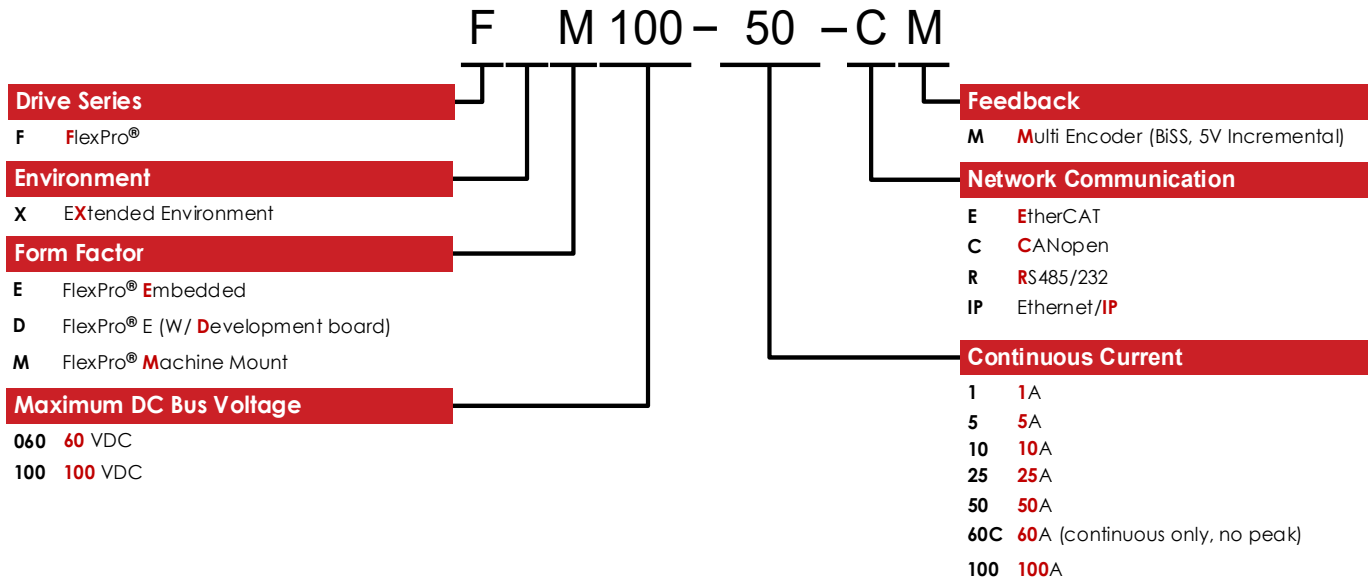 F M 100 – 50 – C M
Drive Series
F FlexPro®
Environment
X EXtended Environment
Form Factor
E FlexPro® Embedded
D FlexPro® E (W/ Development board)
M FlexPro® Machine Mount
Maximum DC Bus Voltage
060 60 VDC
100 100 VDC
Feedback
M Multi Encoder (BiSS, 5V Incremental)
Network Communication
E EtherCAT
C CANopen
R RS485/232
IP Ethernet/IP
Continuous Current
1 1A
5 5A
10 10A
25 25A
50 50A
60C 60A (continuous only, no peak)
100 100A